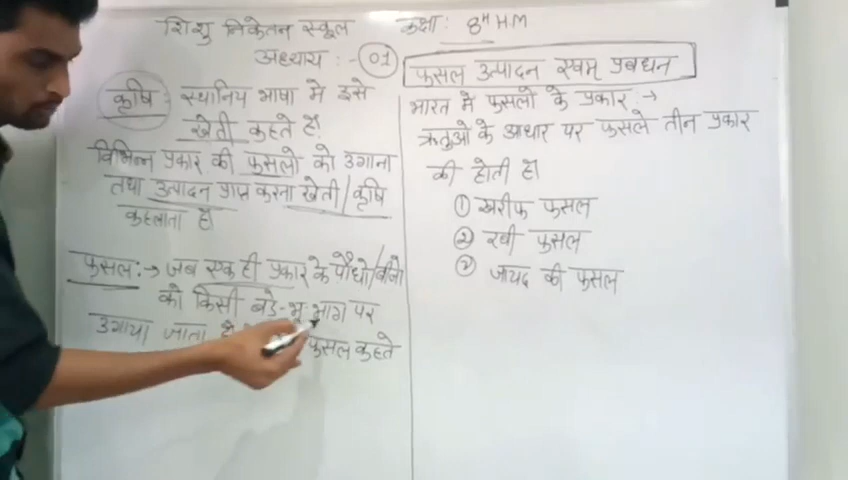 शिशु निकेतन स्कूल कक्षाः 8th HM
अध्याय :- 01
फसल उत्पादन एवम् प्रबधन
कृषि : स्थानिय भाषा मे इसे
खेती कहते है।
विभिन्न प्रकार की फसलो को उगाना
तथा उत्पादन प्राप्त करना खेती/कृषि
कहलाता है।
फसल :→ जब एक ही प्रकार के पौधो/बीजो
को किसी बडे-भू-भाग पर
उगाया जाता है फसल कहते
भारत मे फसलो के प्रकार :→
ऋतुओ के आधार पर फसले तीन प्रकार
की होती है।
① खरीफ फसल
② रबी फसल
③ जायद की फसल